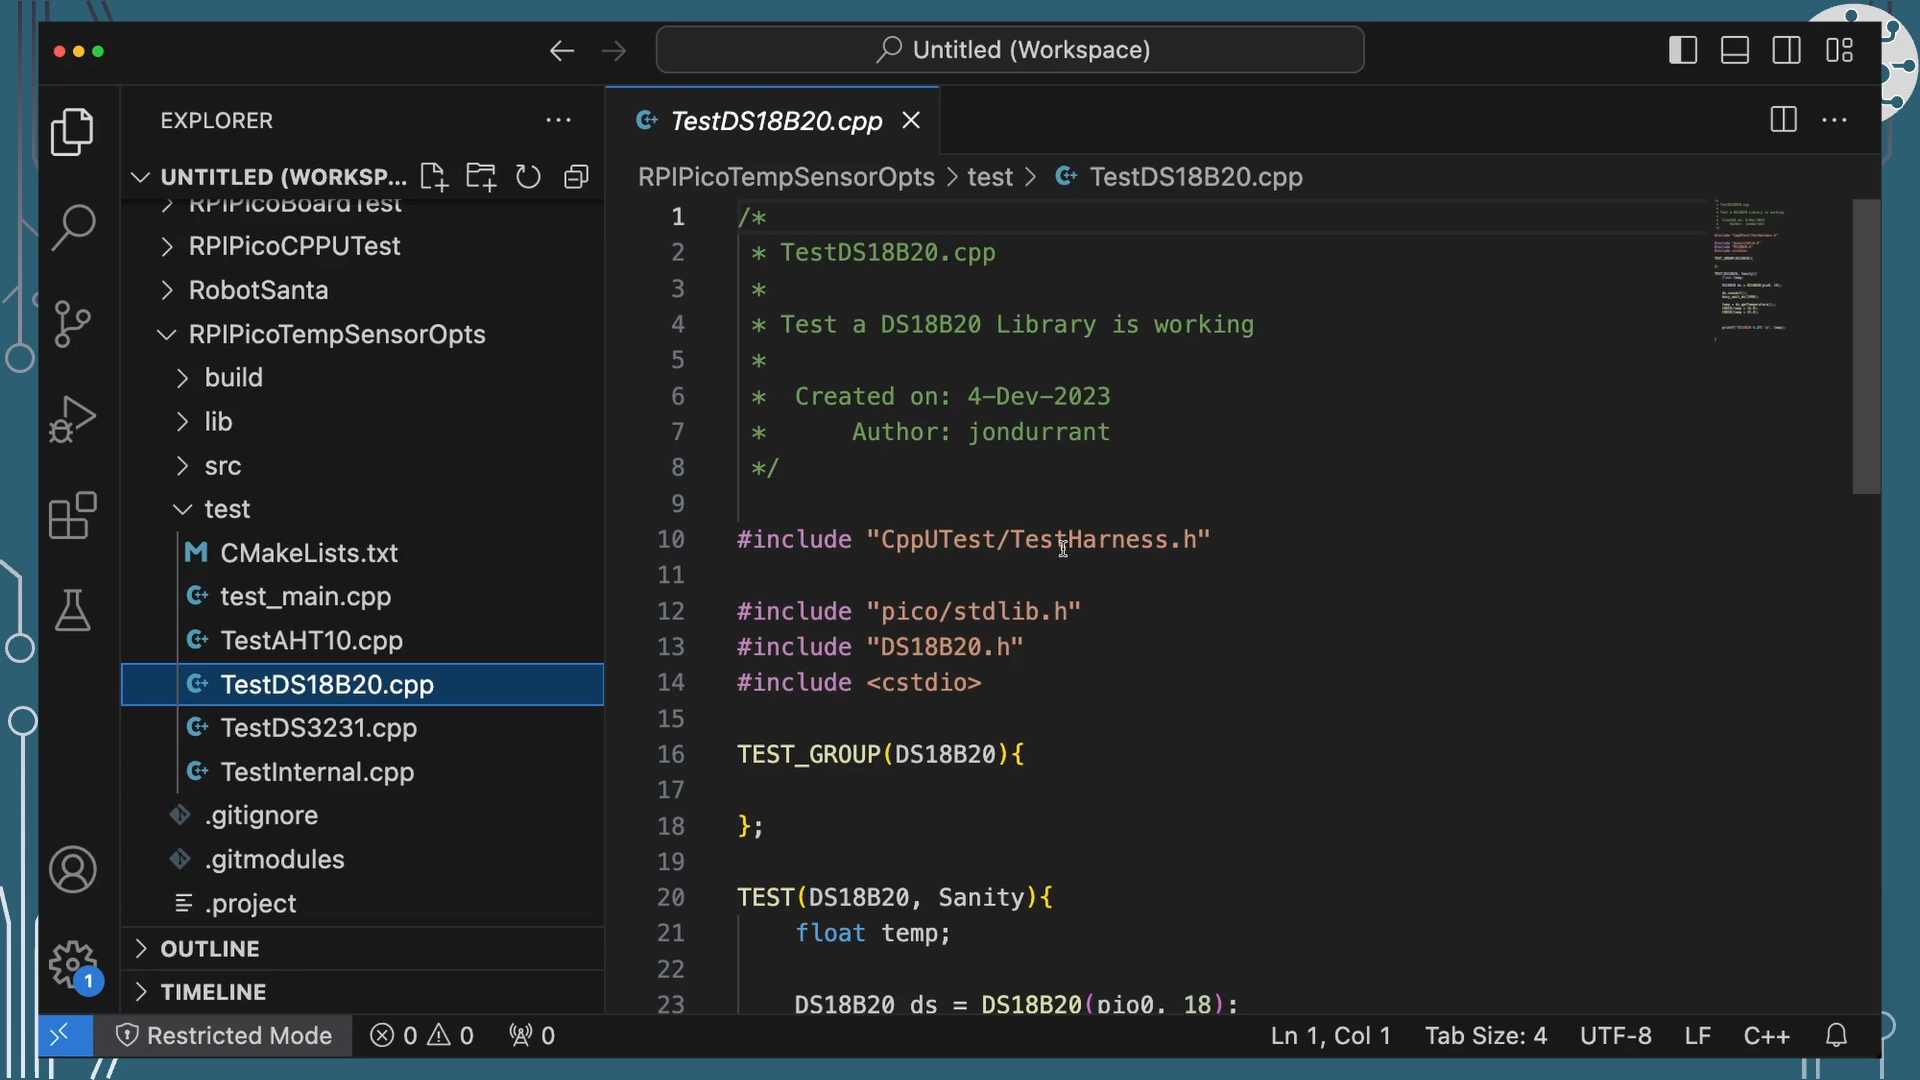 Untitled (Workspace)
EXPLORER
UNTITLED (WORKSP...
RPIPicoBoardTest
RPIPicoCPPUTest
RobotSanta
RPIPicoTempSensorOpts
build
lib
src
test
CMakeLists.txt
test_main.cpp
TestAHT10.cpp
TestDS18B20.cpp
TestDS3231.cpp
TestInternal.cpp
.gitignore
.gitmodules
.project
OUTLINE
TIMELINE
1
TestDS18B20.cpp
RPIPicoTempSensorOpts > test > TestDS18B20.cpp
1 /*
2 * TestDS18B20.cpp
3 *
4 * Test a DS18B20 Library is working
5 *
6 * Created on: 4-Dev-2023
7 * Author: jondurrant
8 */
9
10 #include "CppUTest/TestHarness.h"
11
12 #include "pico/stdlib.h"
13 #include "DS18B20.h"
14 #include <cstdio>
15
16 TEST_GROUP(DS18B20){
17
18 };
19
20 TEST(DS18B20, Sanity){
21 float temp;
22
23 DS18B20 ds = DS18B20(pio0, 18);
Restricted Mode 0 0 0 Ln 1, Col 1 Tab Size: 4 UTF-8 LF C++